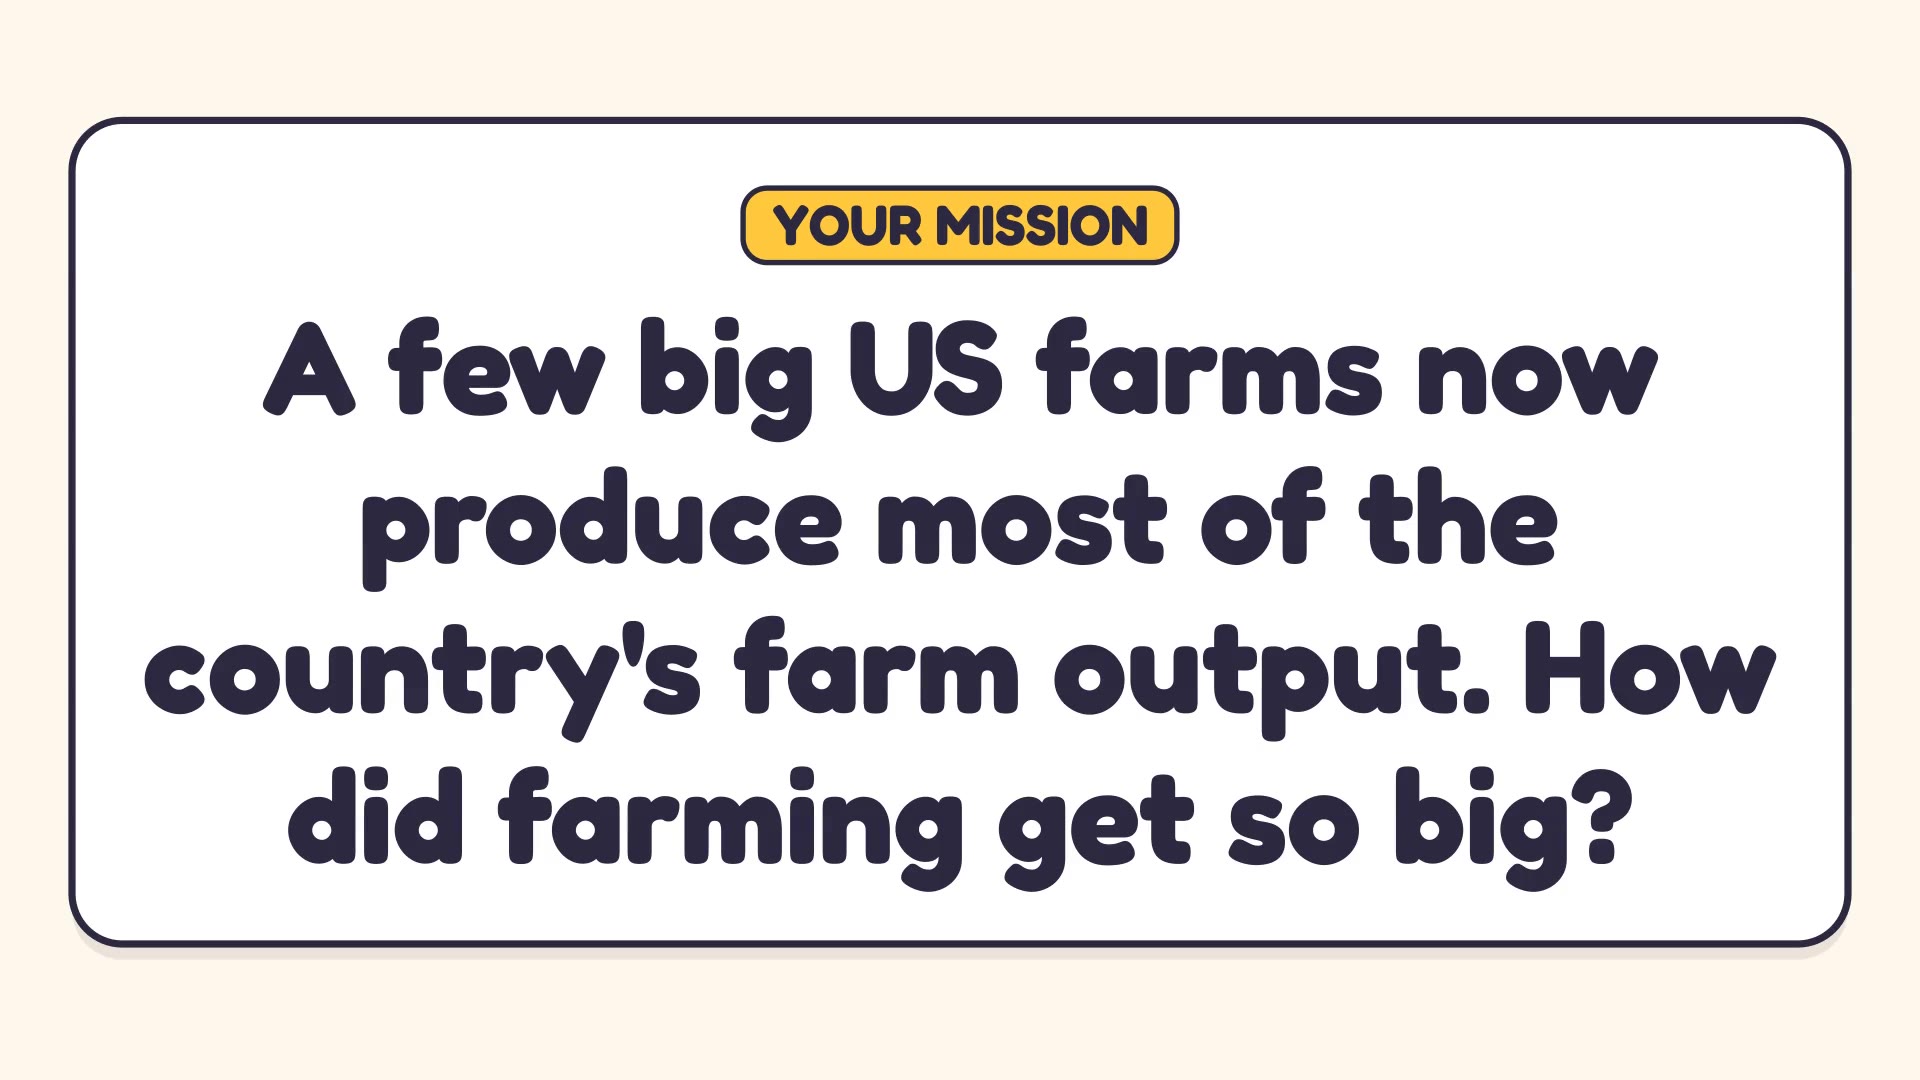 YOUR MISSION
A few big US farms now
produce most of the
country's farm output. How
did farming get so big?